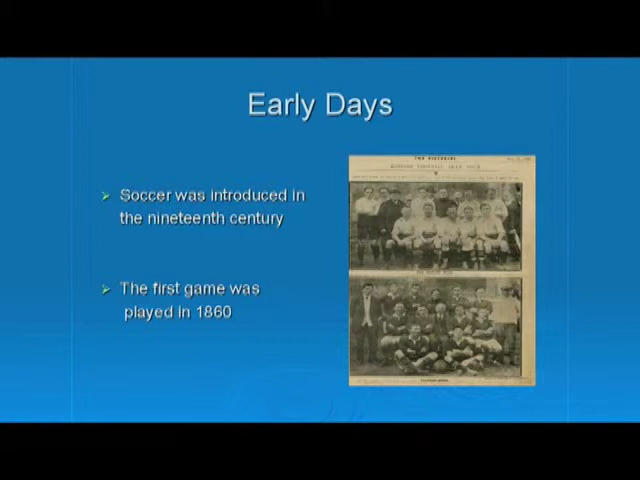 Early Days
Soccer was introduced in
the nineteenth century
The first game was
played in 1860